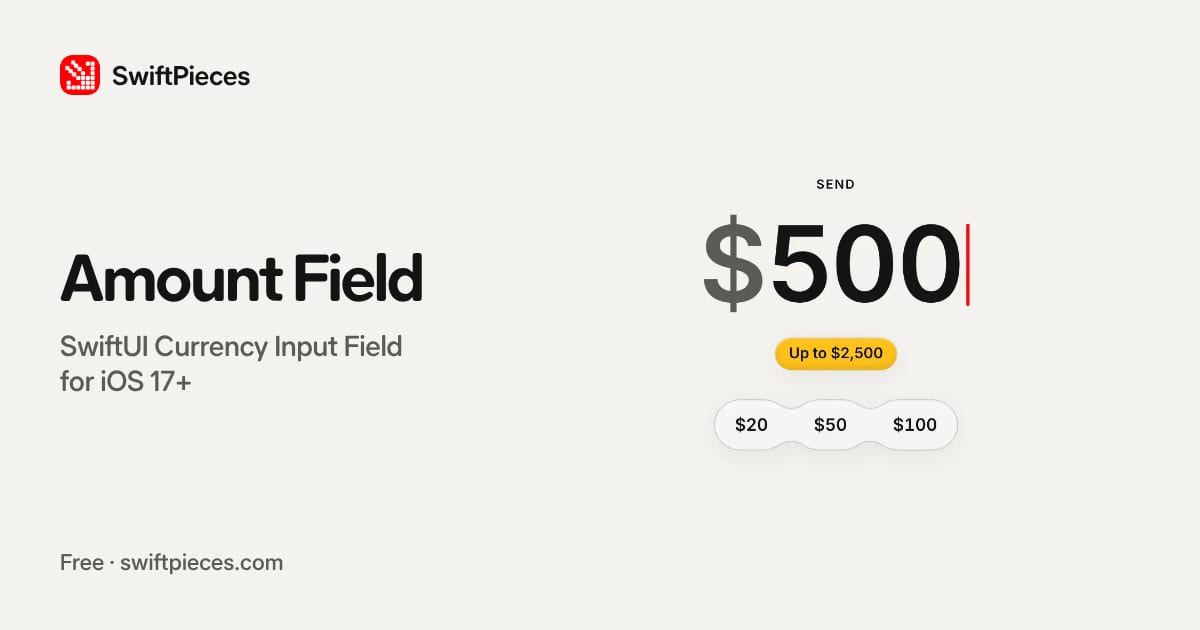 SwiftPieces
Amount Field
SwiftUI Currency Input Field
for iOS 17+
Free · swiftpieces.com
SEND
$500
Up to $2,500
$20 $50 $100